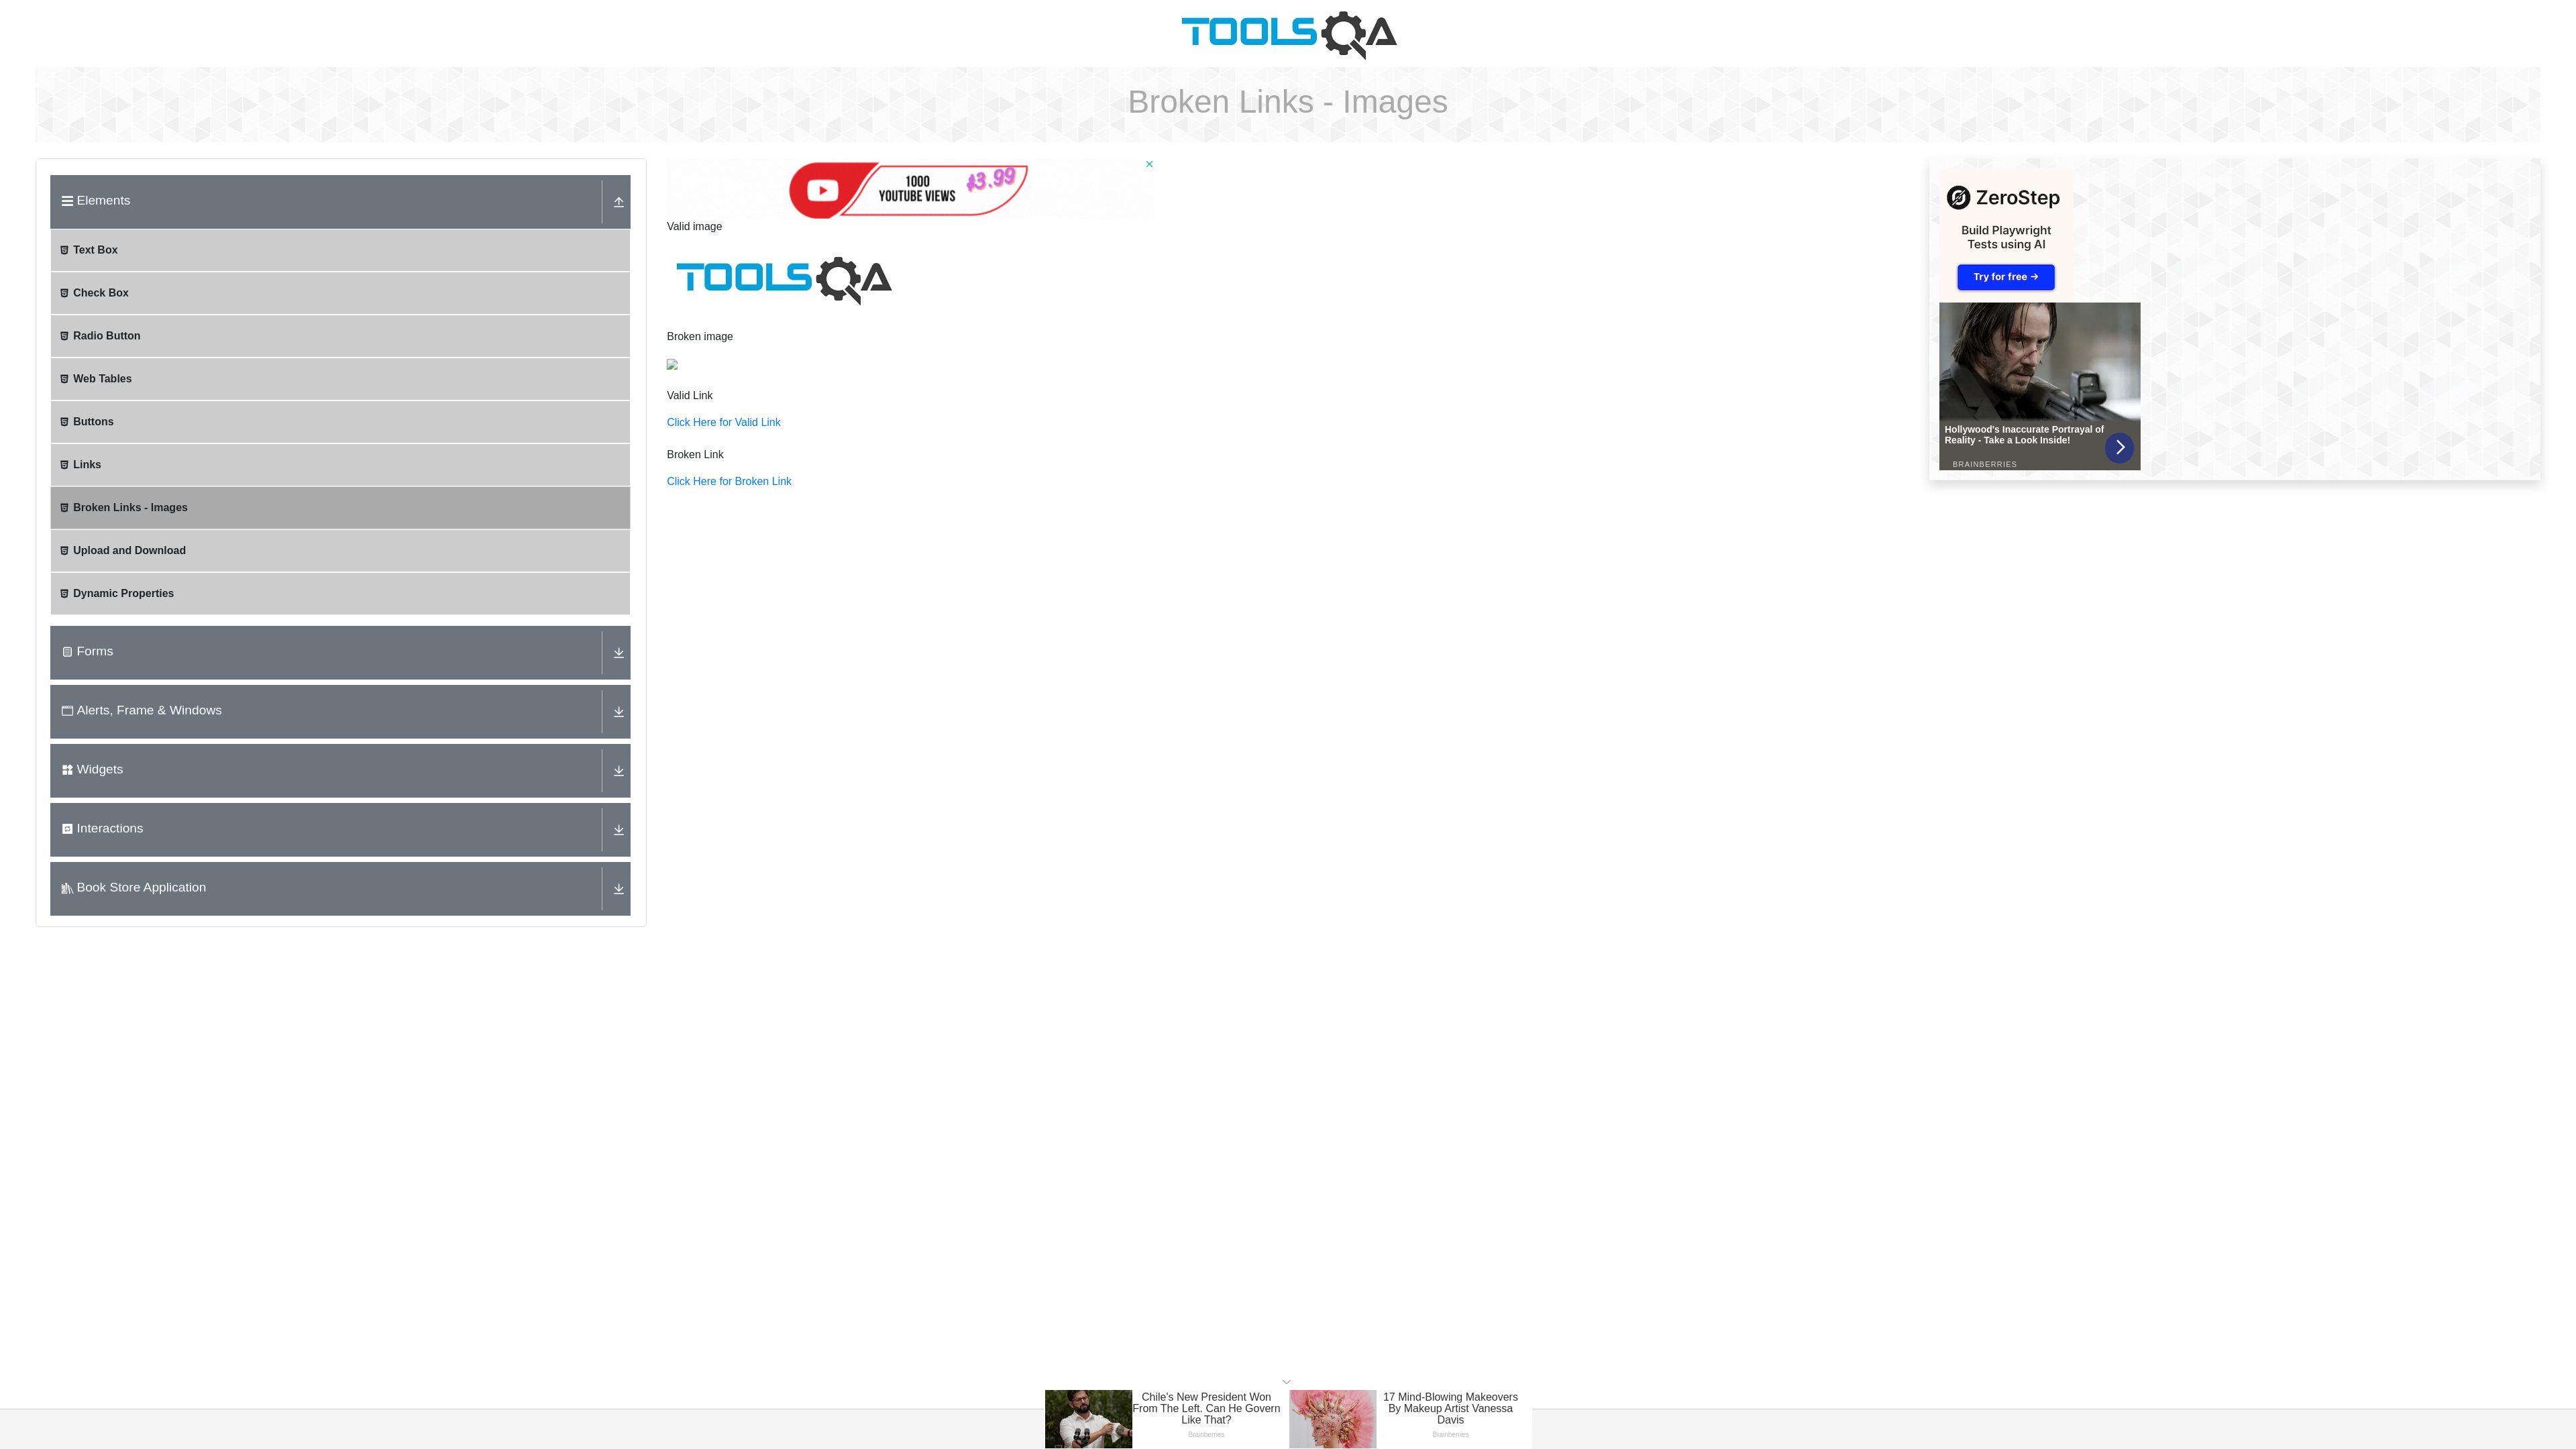 TOOLSQA
Broken Links - Images
Elements
Text Box
Check Box
Radio Button
Web Tables
Buttons
Links
Broken Links - Images
Upload and Download
Dynamic Properties
Forms
Alerts, Frame & Windows
Widgets
Interactions
Book Store Application
1000
YOUTUBE VIEWS
$3.99
Valid image
TOOLSQA
Broken image
Valid Link
Click Here for Valid Link
Broken Link
Click Here for Broken Link
ZeroStep
Build Playwright
Tests using AI
Try for free →
Hollywood's Inaccurate Portrayal of
Reality - Take a Look Inside!
BRAINBERRIES
Chile's New President Won
From The Left. Can He Govern
Like That?
Brainberries
17 Mind-Blowing Makeovers
By Makeup Artist Vanessa
Davis
Brainberries